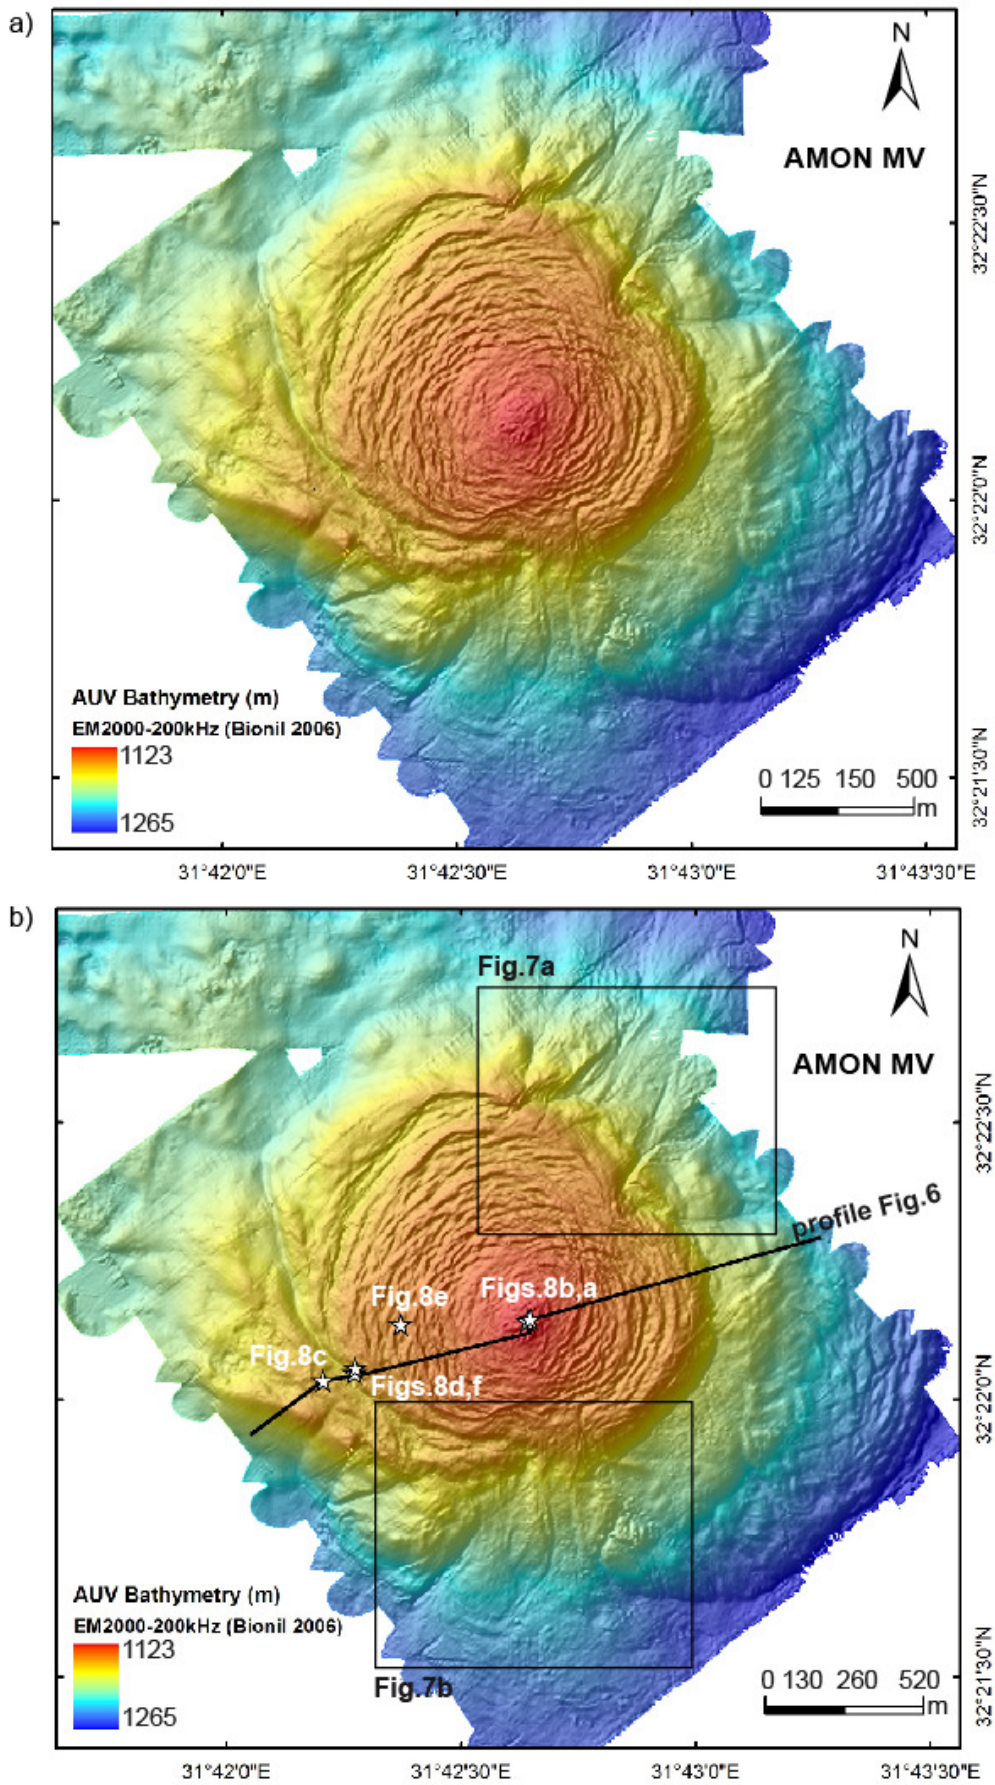 a)
N
AMON MV
32°22'30"N
32°22'0"N
32°21'30"N
AUV Bathymetry (m)
EM2000-200kHz (Bionil 2006)
1123
1265
0 125 150 500
m
31°42'0"E 31°42'30"E 31°43'0"E 31°43'30"E
b)
N
Fig.7a
AMON MV
32°22'30"N
profile Fig.6
Fig.8e
Figs.8b,a
Fig.8c
Figs.8d,f
32°22'0"N
AUV Bathymetry (m)
EM2000-200kHz (Bionil 2006)
1123
1265
Fig.7b
32°21'30"N
0 130 260 520
m
31°42'0"E 31°42'30"E 31°43'0"E 31°43'30"E